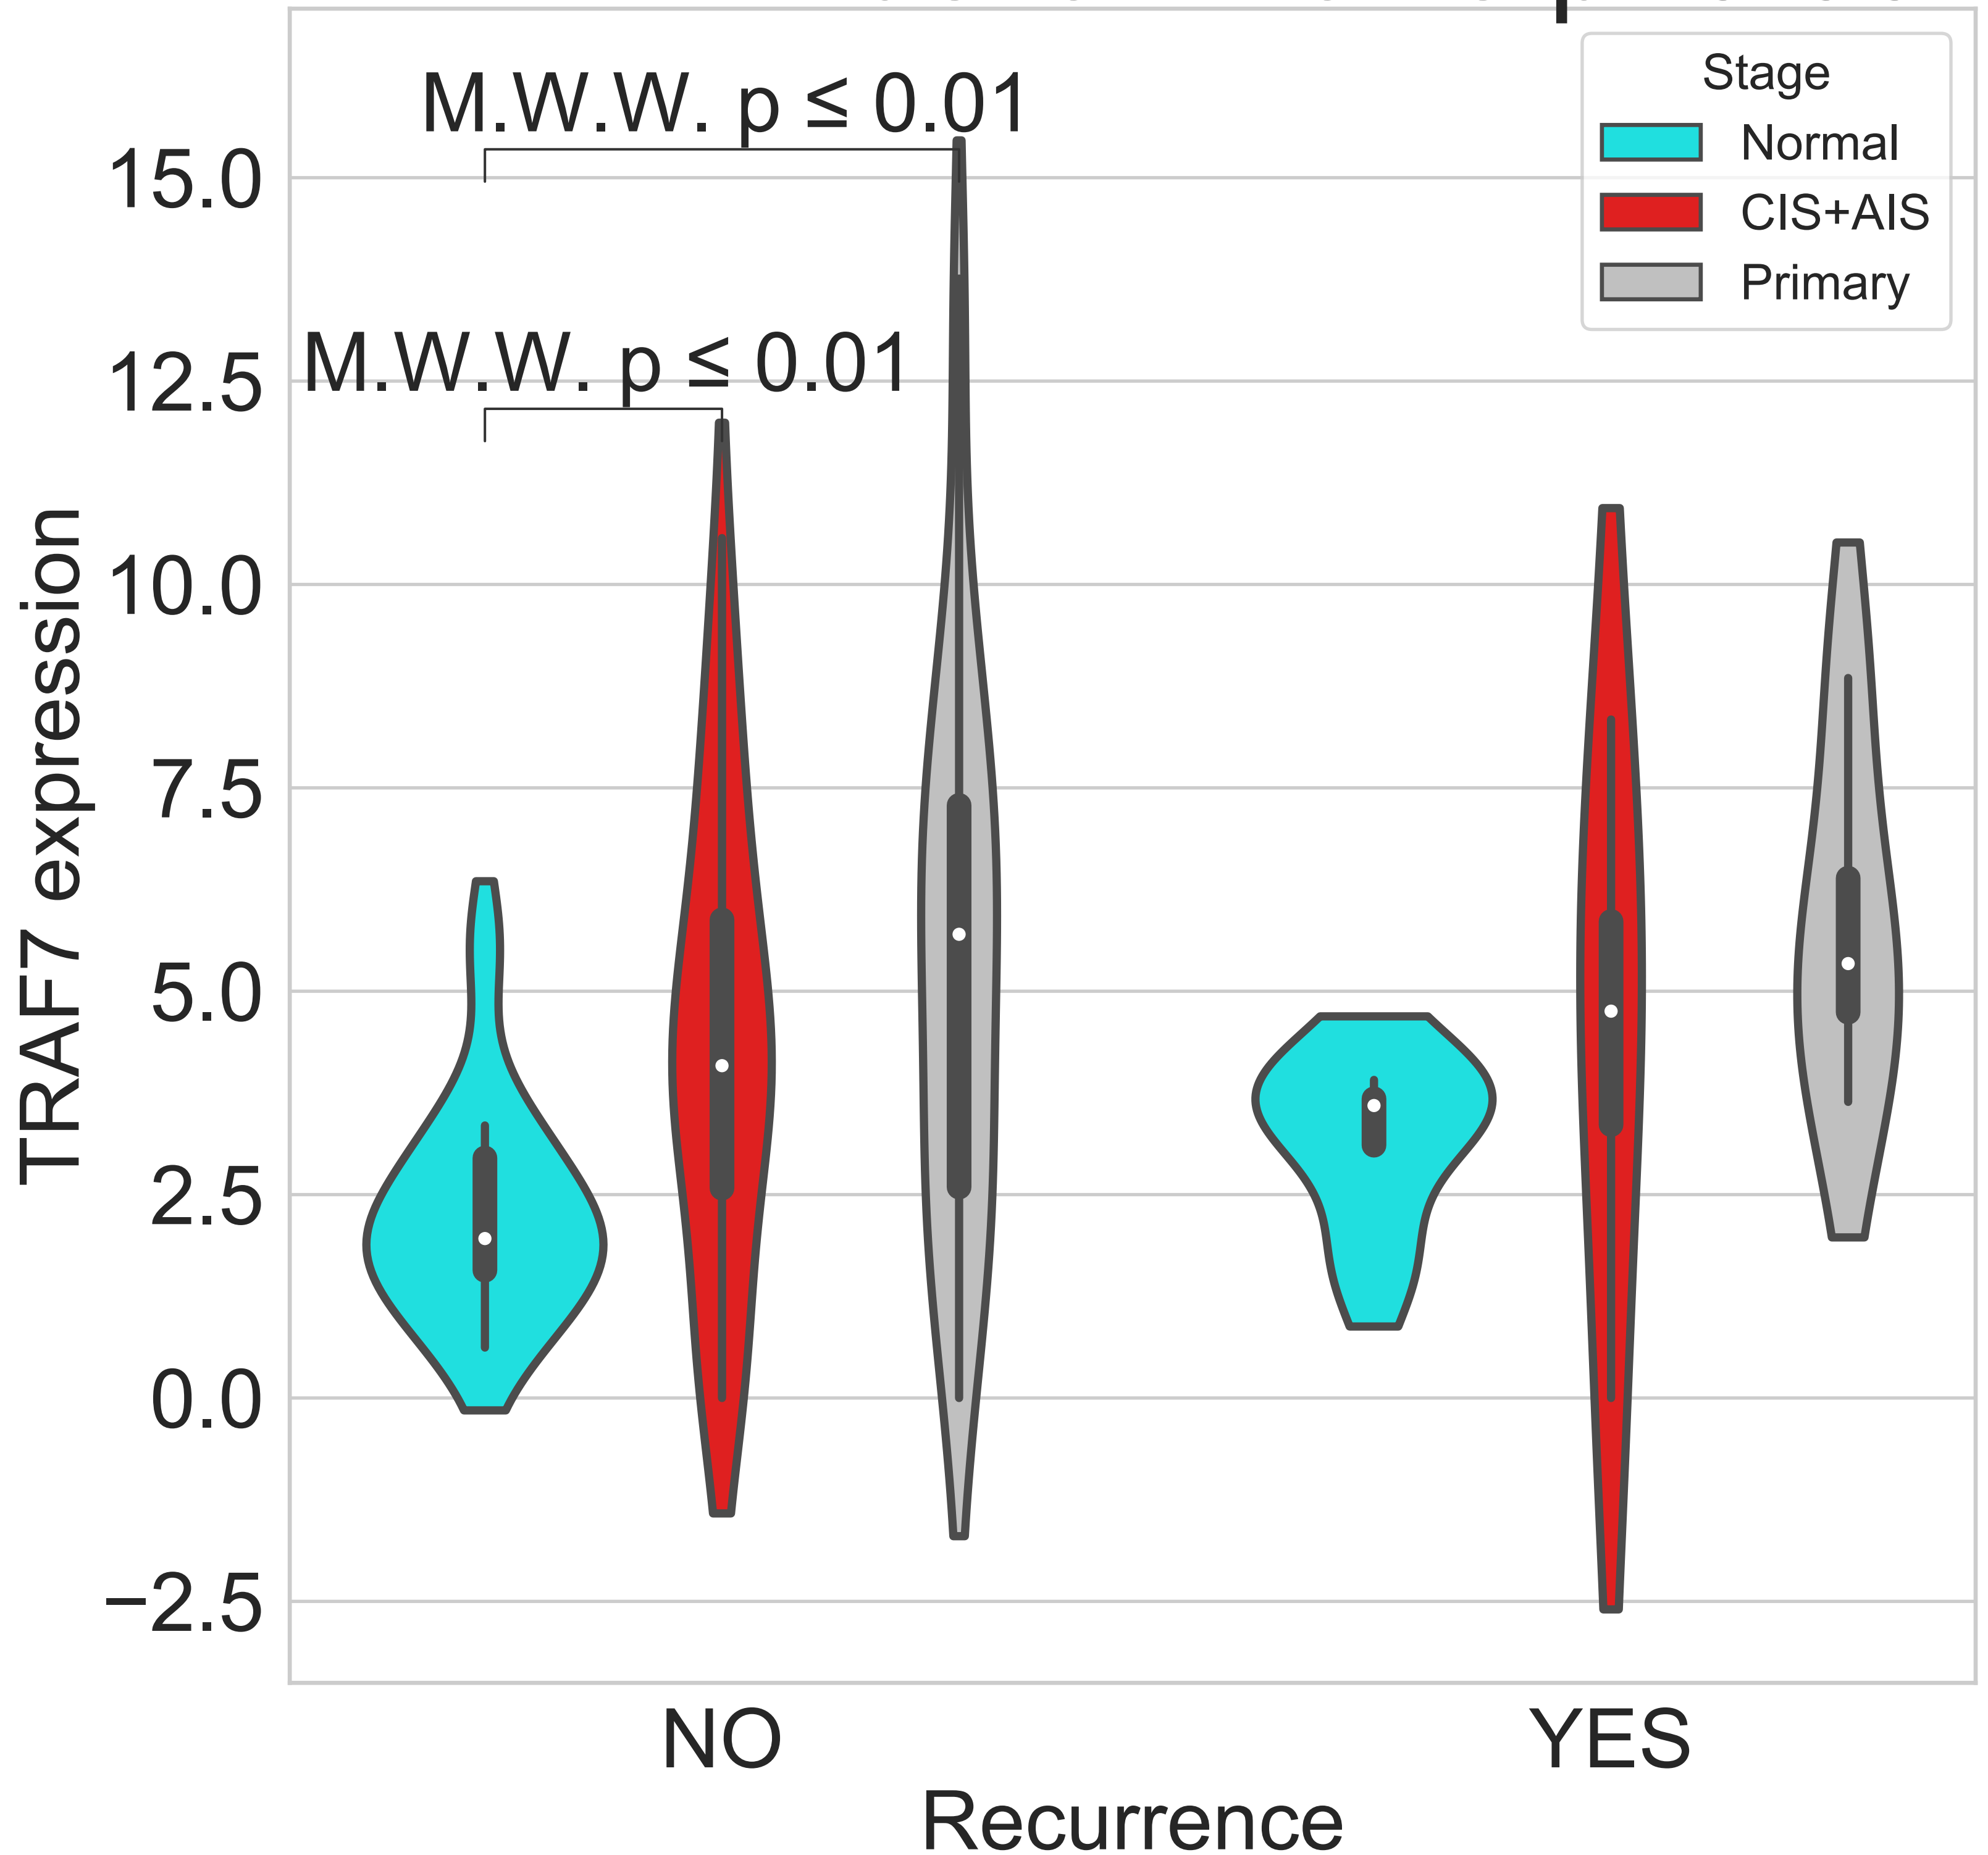 Stage
Normal
CIS+AIS
Primary
M.W.W. p ≤ 0.01
M.W.W. p ≤ 0.01
15.0
12.5
10.0
7.5
5.0
2.5
0.0
−2.5
TRAF7 expression
NO
YES
Recurrence